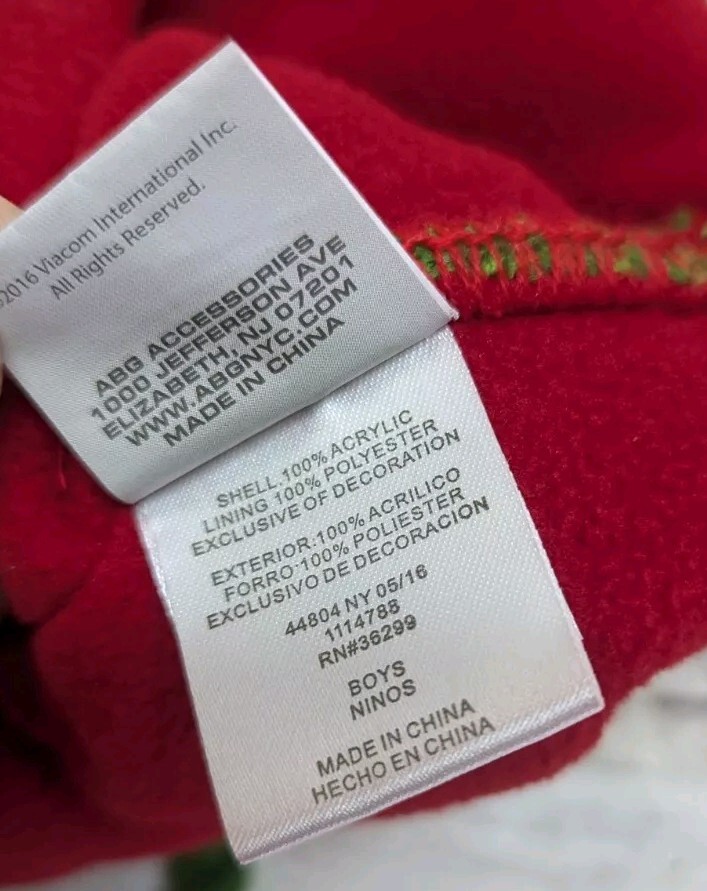 2016 Viacom International Inc.
All Rights Reserved.
ABG ACCESSORIES
1000 JEFFERSON AVE
ELIZABETH, NJ 07201
WWW.ABGNYC.COM
MADE IN CHINA
SHELL:100% ACRYLIC
LINING 100% POLYESTER
EXCLUSIVE OF DECORATION
EXTERIOR:100% ACRILICO
FORRO:100% POLIESTER
EXCLUSIVO DE DECORACION
44804 NY 05/16
1114788
RN#36299
BOYS
NINOS
MADE IN CHINA
HECHO EN CHINA